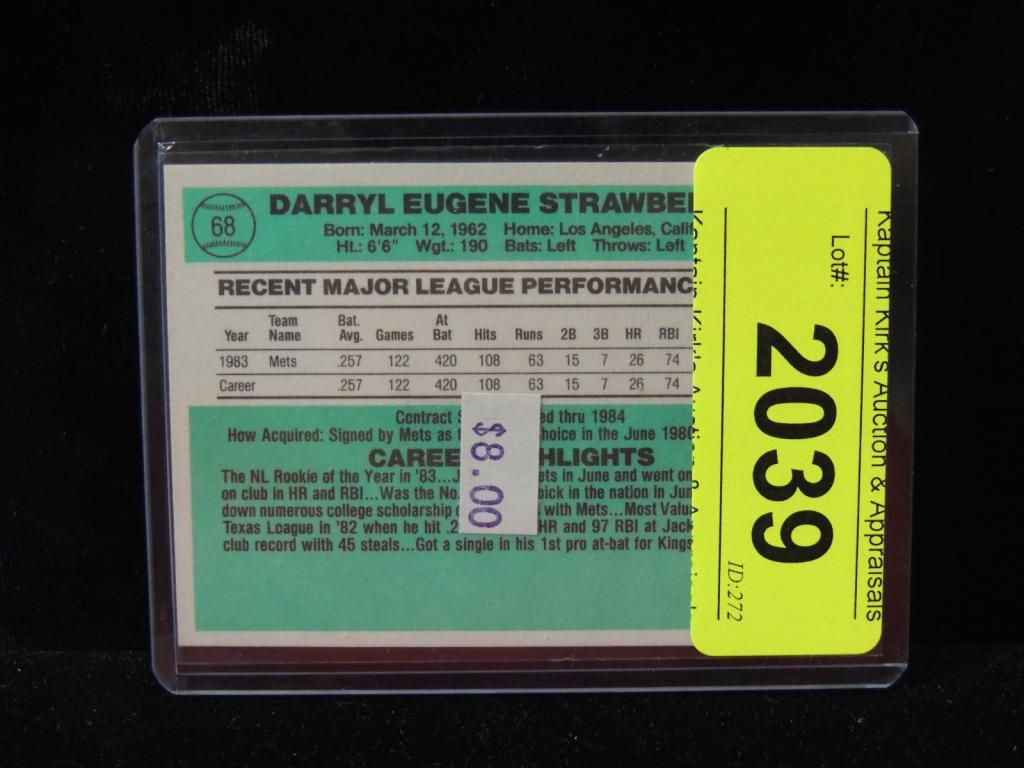 68
DARRYL EUGENE STRAWBE
Born: March 12, 1962 Home: Los Angeles, Calif
Ht.: 6'6" Wgt.: 190 Bats: Left Throws: Left
RECENT MAJOR LEAGUE PERFORMANC
Year Team Name Bat. Avg. Games At Bat Hits Runs 2B 3B HR RBI
1983 Mets .257 122 420 108 63 15 7 26 74
Career .257 122 420 108 63 15 7 26 74
Contract ed thru 1984
How Acquired: Signed by Mets as hoice in the June 198
CAREE HLIGHTS
The NL Rookie of the Year in '83... ets in June and went on
on club in HR and RBI...Was the No. pick in the nation in Jun
down numerous college scholarship with Mets...Most Valu
Texas League in '82 when he hit .2 HR and 97 RBI at Jack
club record wiith 45 steals...Got a single in his 1st pro at-bat for Kings
$8.00
Kaptain Kirk's Auction & Appraisals
Lot#:
2039
ID:272